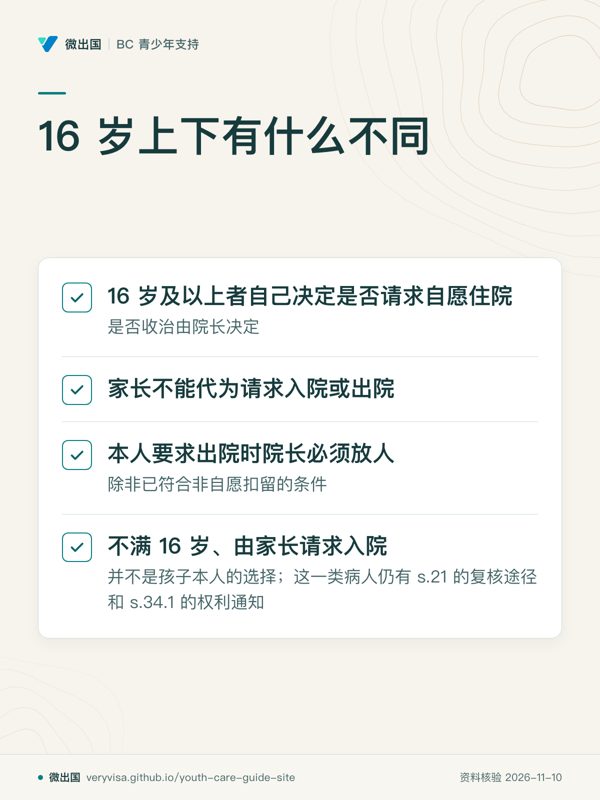 微出国 | BC 青少年支持
16 岁上下有什么不同
16 岁及以上者自己决定是否请求自愿住院
是否收治由院长决定
家长不能代为请求入院或出院
本人要求出院时院长必须放人
除非已符合非自愿扣留的条件
不满 16 岁、由家长请求入院
并不是孩子本人的选择；这一类病人仍有 s.21 的复核途径
和 s.34.1 的权利通知
微出国 veryvisa.github.io/youth-care-guide-site
资料核验 2026-11-10